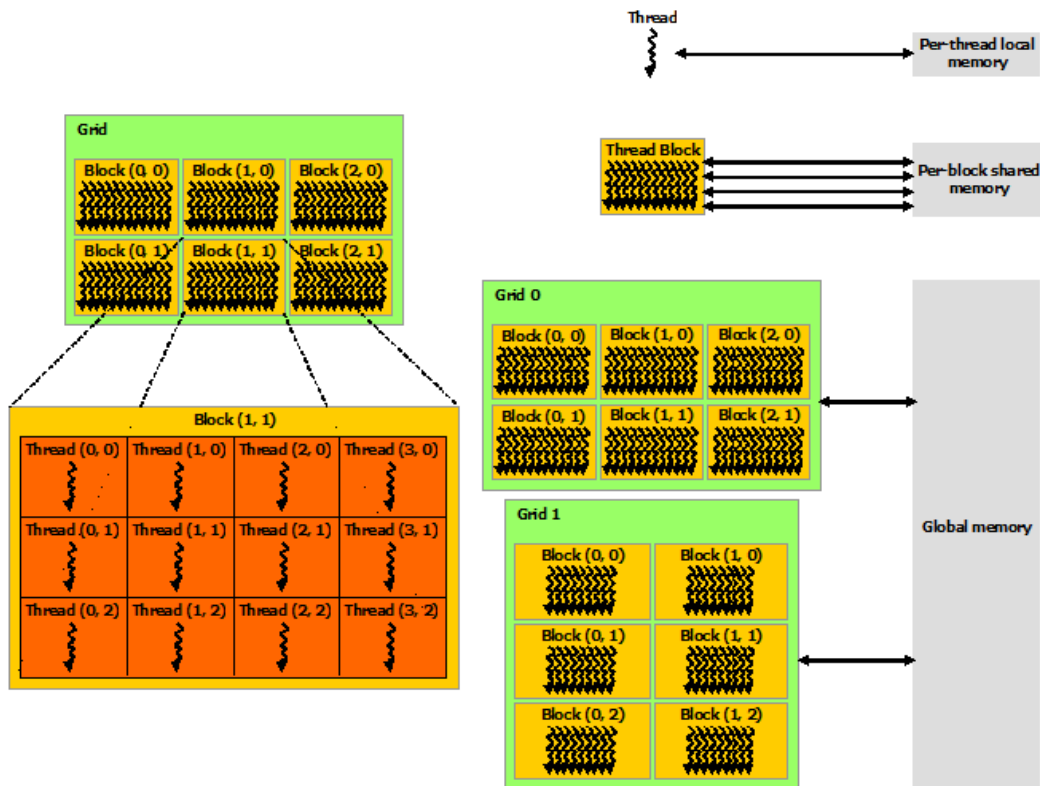 Thread
Per-thread local
memory
Grid
Block (0, 0) Block (1, 0) Block (2, 0)
Block (0, 1) Block (1, 1) Block (2, 1)
Thread Block
Per-block shared
memory
Block (1, 1)
Thread (0, 0) Thread (1, 0) Thread (2, 0) Thread (3, 0)
Thread (0, 1) Thread (1, 1) Thread (2, 1) Thread (3, 1)
Thread (0, 2) Thread (1, 2) Thread (2, 2) Thread (3, 2)
Grid 0
Block (0, 0) Block (1, 0) Block (2, 0)
Block (0, 1) Block (1, 1) Block (2, 1)
Grid 1
Block (0, 0) Block (1, 0)
Block (0, 1) Block (1, 1)
Block (0, 2) Block (1, 2)
Global memory